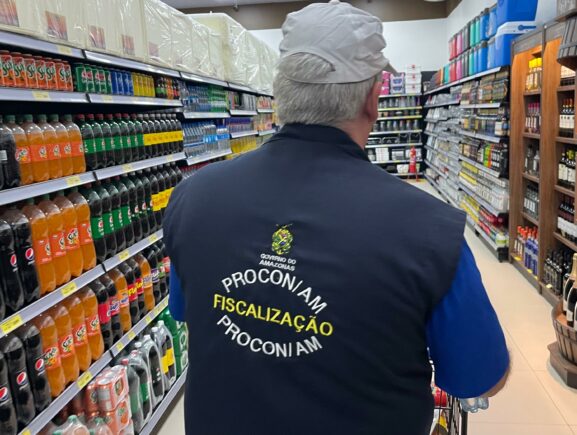 GOVERNO DO
AMAZONAS
PROCON/AM
FISCALIZAÇÃO
PROCON/AM